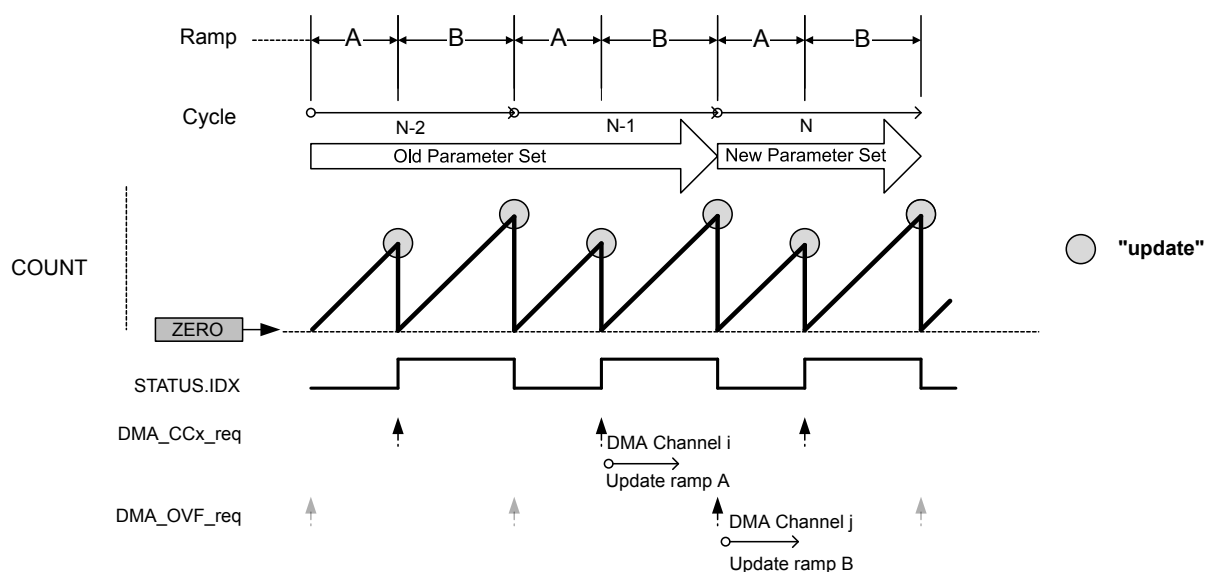 Ramp A B A B A B
Cycle
N-2 N-1 N
Old Parameter Set New Parameter Set
COUNT
"update"
ZERO
STATUS.IDX
DMA_CCx_req
DMA Channel i
Update ramp A
DMA_OVF_req
DMA Channel j
Update ramp B